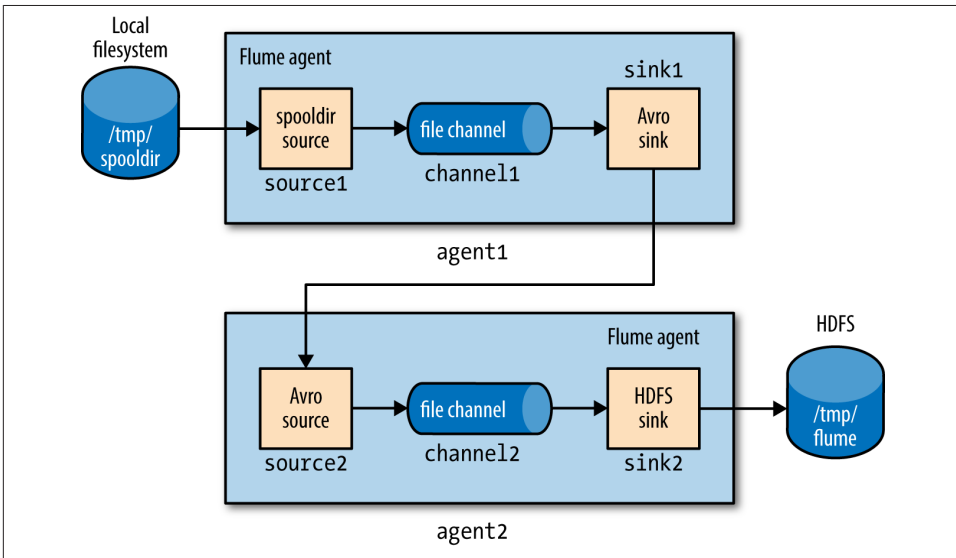 Local
filesystem
/tmp/
spooldir
Flume agent
spooldir
source
source1
file channel
channel1
sink1
Avro
sink
agent1
Flume agent
Avro
source
source2
file channel
channel2
HDFS
sink
sink2
HDFS
/tmp/
flume
agent2